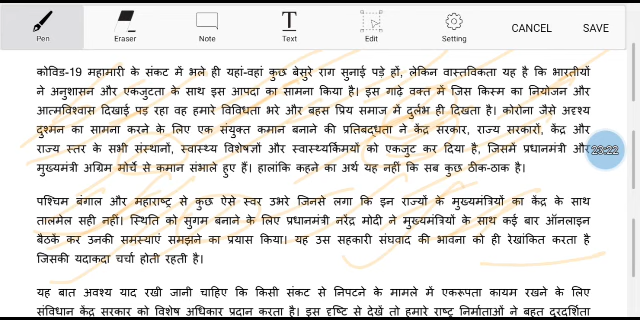 Pen Eraser Note Text Edit Setting CANCEL SAVE
कोविड-19 महामारी के संकट में भले ही यहां-वहां कुछ बेसुरे राग सुनाई पड़े हों, लेकिन वास्तविकता यह है कि भारतीयों
ने अनुशासन और एकजुटता के साथ इस आपदा का सामना किया है। इस गाढ़े वक्त में जिस किस्म का नियोजन और
आत्मविश्वास दिखाई पड़ रहा वह हमारे विविधता भरे और बहस प्रिय समाज में दुर्लभ ही दिखता है। कोरोना जैसे अदृश्य
दुश्मन का सामना करने के लिए एक संयुक्त कमान बनाने की प्रतिबद्धता ने केंद्र सरकार, राज्य सरकारों, केंद्र और
राज्य स्तर के सभी संस्थानों, स्वास्थ्य विशेषज्ञों और स्वास्थ्यर्किमयों को एकजुट कर दिया है, जिसमें प्रधानमंत्री और
23:22
मुख्यमंत्री अग्रिम मोर्चे से कमान संभाले हुए हैं। हालांकि कहने का अर्थ यह नहीं कि सब कुछ ठीक-ठाक है।
पश्चिम बंगाल और महाराष्ट्र से कुछ ऐसे स्वर उभरे जिनसे लगा कि इन राज्यों के मुख्यमंत्रियों का केंद्र के साथ
तालमेल सही नहीं। स्थिति को सुगम बनाने के लिए प्रधानमंत्री नरेंद्र मोदी ने मुख्यमंत्रियों के साथ कई बार ऑनलाइन
बैठकें कर उनकी समस्याएं समझने का प्रयास किया। यह उस सहकारी संघवाद की भावना को ही रेखांकित करता है
जिसकी यदाकदा चर्चा होती रहती है।
यह बात अवश्य याद रखी जानी चाहिए कि किसी संकट से निपटने के मामले में एकरूपता कायम रखने के लिए
संविधान केंद्र सरकार को विशेष अधिकार प्रदान करता है। इस दृष्टि से देखें तो हमारे राष्ट्र निर्माताओं ने बहुत दूरदर्शिता